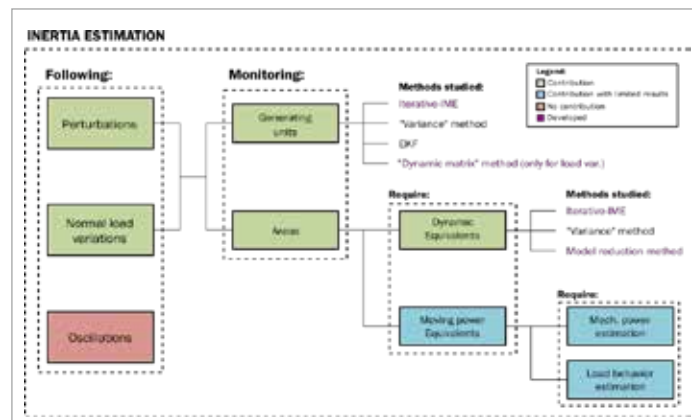 INERTIA ESTIMATION
Following:
Perturbations
Normal load
variations
Oscillations
Monitoring:
Generating
units
Areas
Methods studied:
Iterative-IME
"Variance" method
EKF
"Dynamic matrix" method (only for load var.)
Legend:
Contribution
Contribution with limited results
No contribution
Developed
Require:
Dynamic
Equivalents
Moving power
Equivalents
Methods studied:
Iterative-IME
"Variance" method
Model reduction method
Require:
Mech. power
estimation
Load behavior
estimation